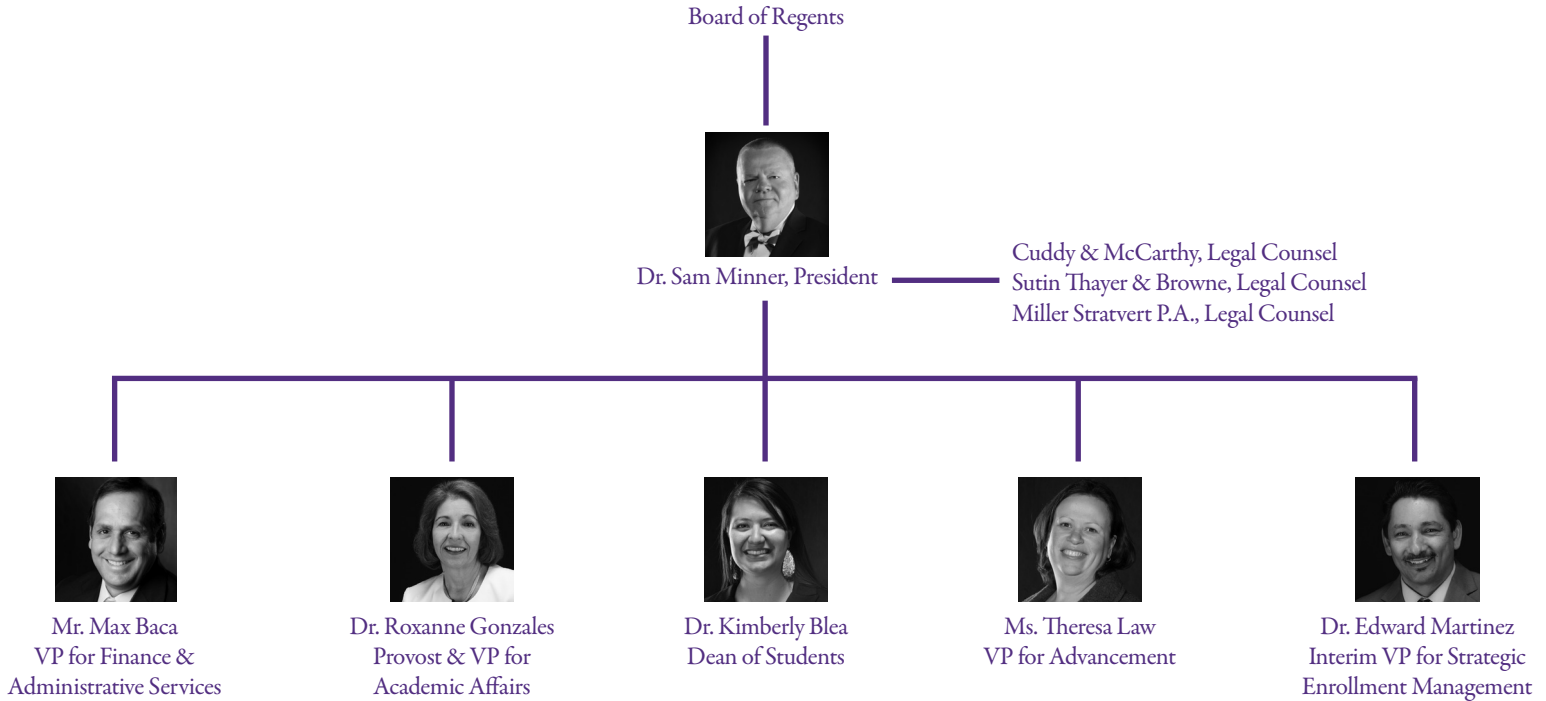 Board of Regents
Dr. Sam Minner, President
Cuddy & McCarthy, Legal Counsel
Sutin Thayer & Browne, Legal Counsel
Miller Stratvert P.A., Legal Counsel
Mr. Max Baca
VP for Finance &
Administrative Services
Dr. Roxanne Gonzales
Provost & VP for
Academic Affairs
Dr. Kimberly Blea
Dean of Students
Ms. Theresa Law
VP for Advancement
Dr. Edward Martinez
Interim VP for Strategic
Enrollment Management